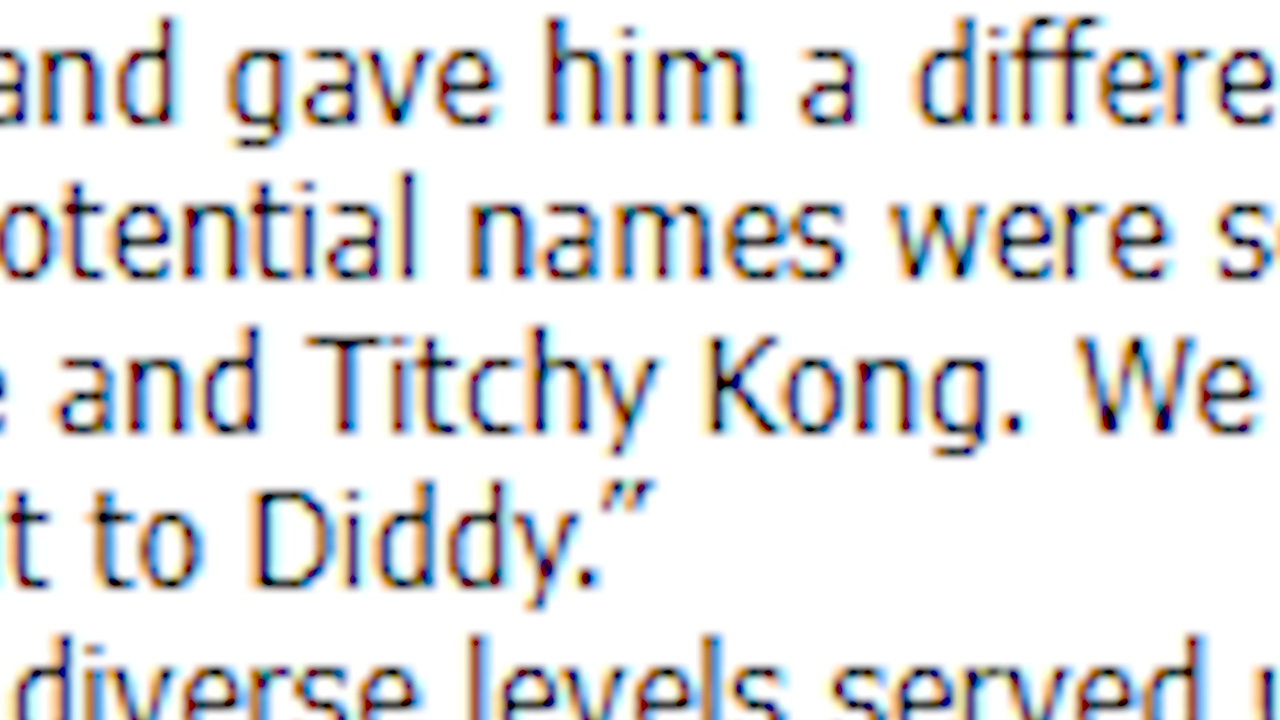 and gave him a differe
otential names were s
e and Titchy Kong. We
t to Diddy.”
diverse levels served